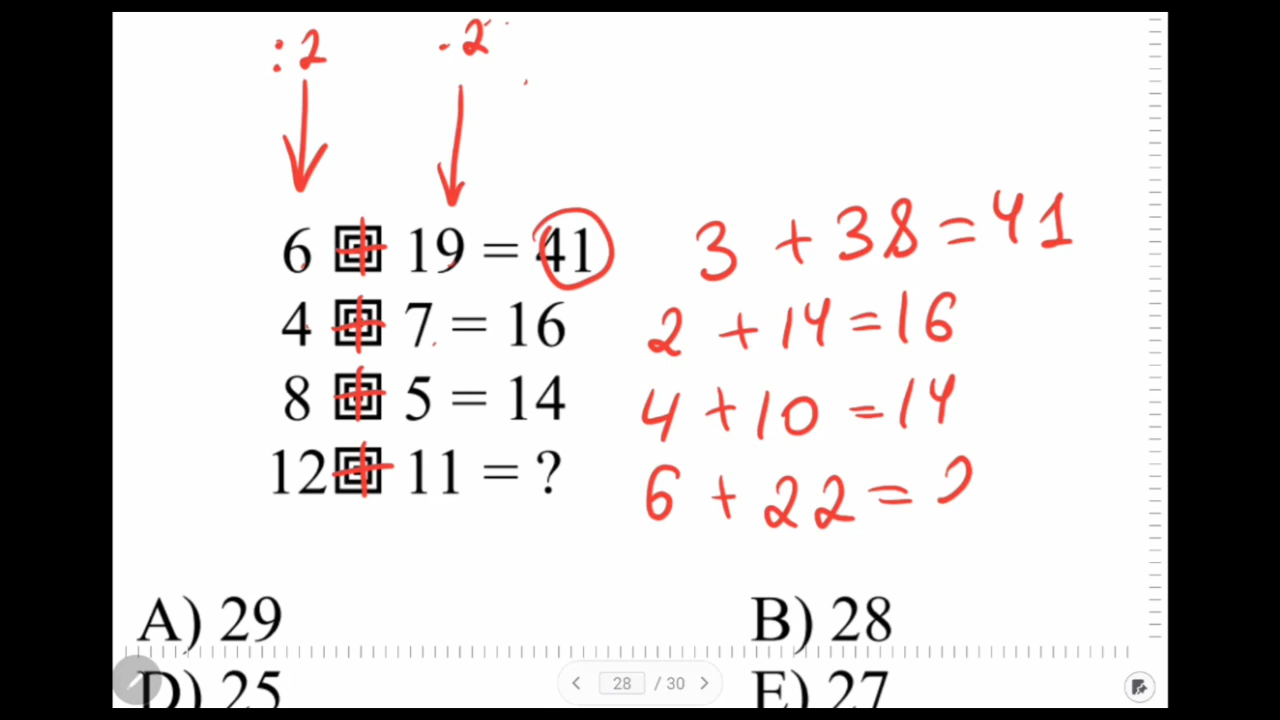 :2 ·2
6 + 19 = 41 3 + 38 = 41
4 + 7 = 16 2 + 14 = 16
8 + 5 = 14 4 + 10 = 14
12 + 11 = ? 6 + 22 =
A) 29 B) 28
D) 25 E) 27
28 / 30